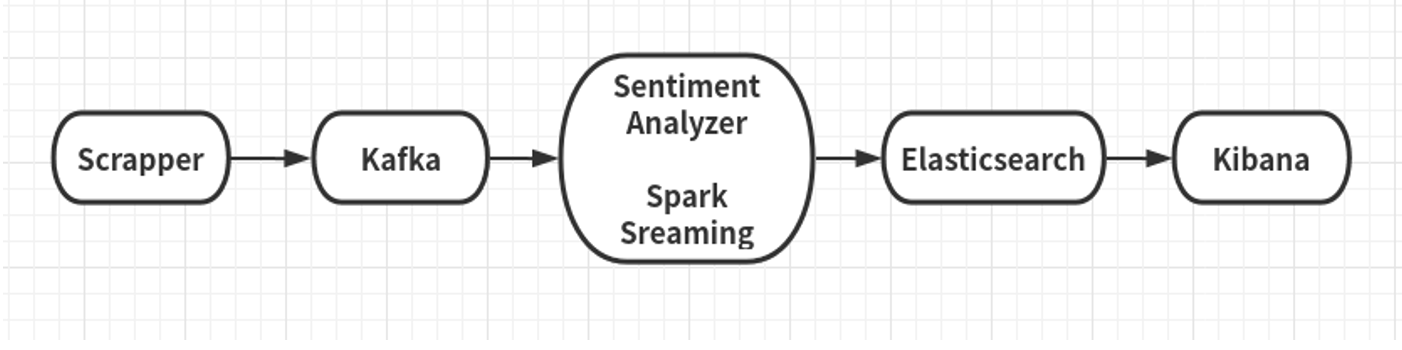 Scrapper
Kafka
Sentiment
Analyzer
Spark
Sreaming
Elasticsearch
Kibana